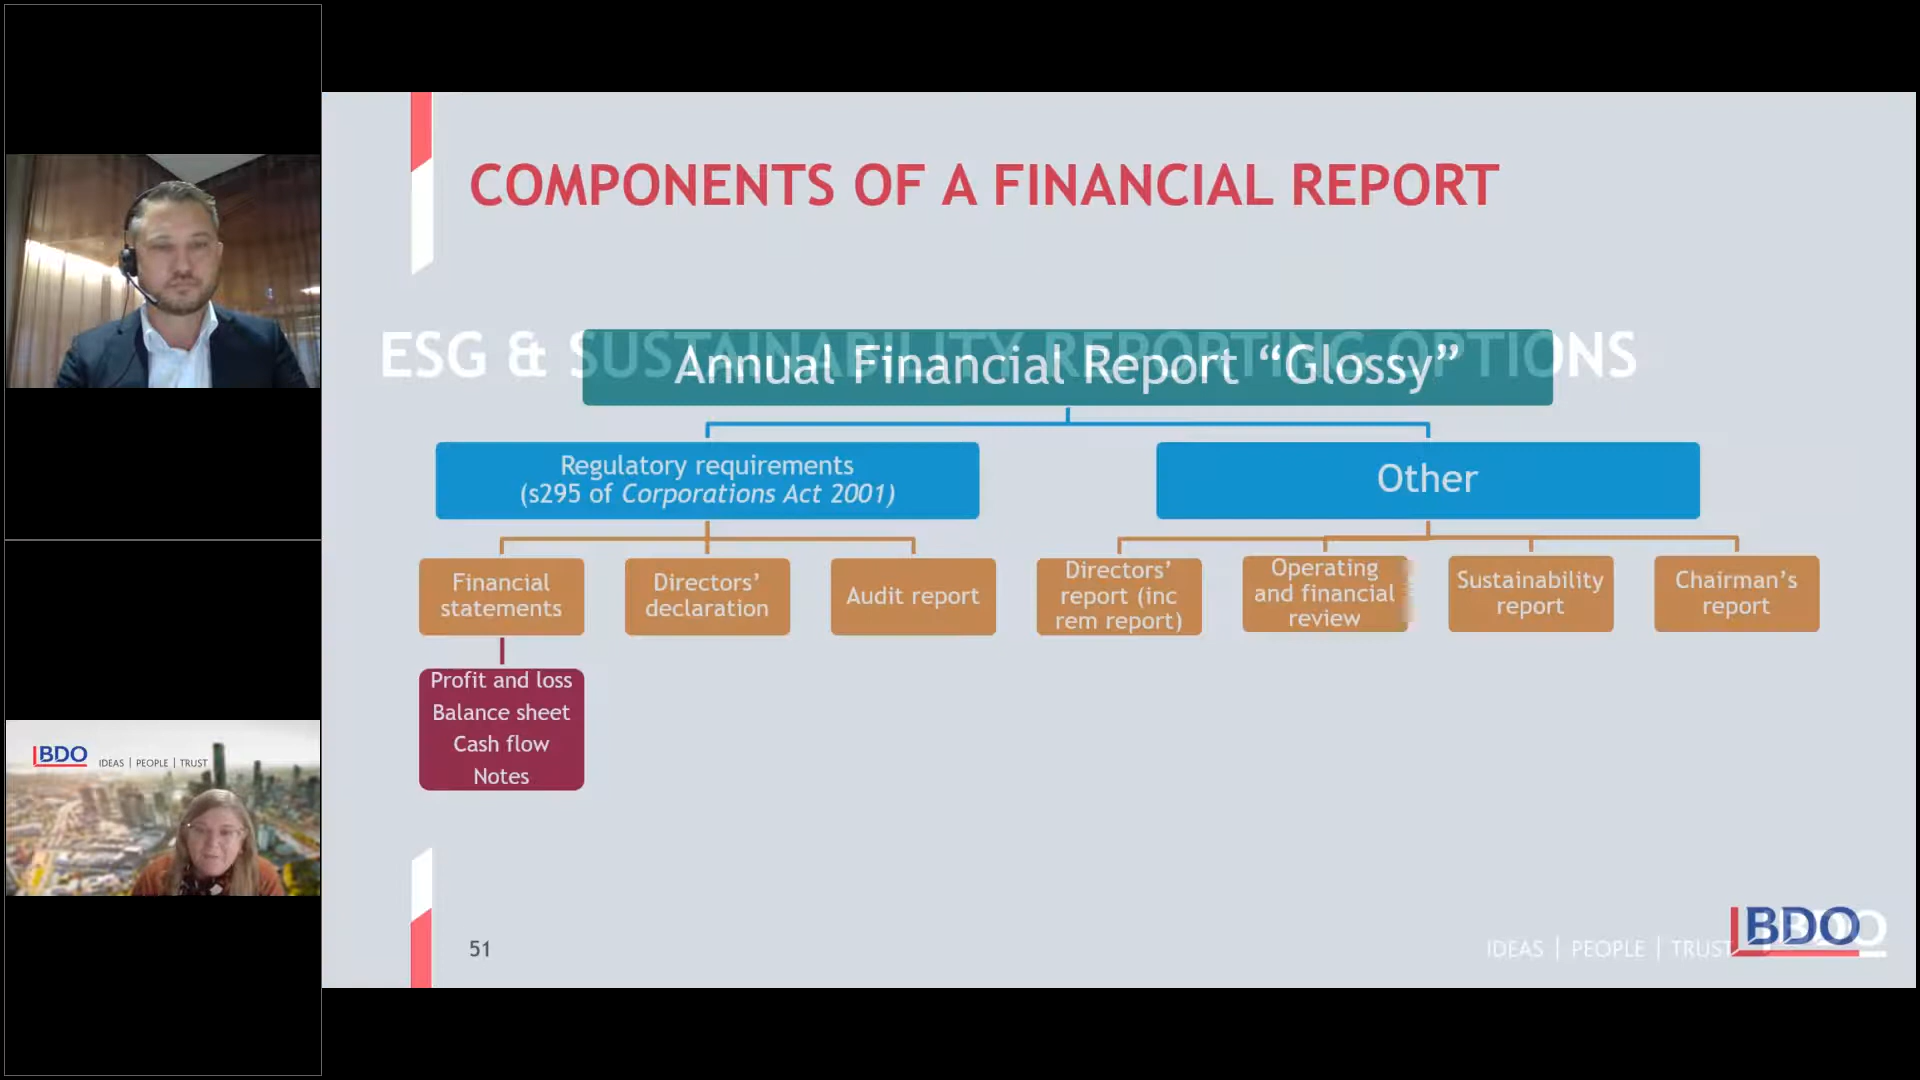 COMPONENTS OF A FINANCIAL REPORT
ESG & SUSTAINABILITY REPORTING OPTIONS
Annual Financial Report “Glossy”
Regulatory requirements
(s295 of Corporations Act 2001)
Other
Financial
statements
Directors’
declaration
Audit report
Directors’
report (inc
rem report)
Operating
and financial
review
Sustainability
report
Chairman’s
report
Profit and loss
Balance sheet
Cash flow
Notes
BDO IDEAS | PEOPLE | TRUST
51
IDEAS | PEOPLE | TRUST
BDO
BDO